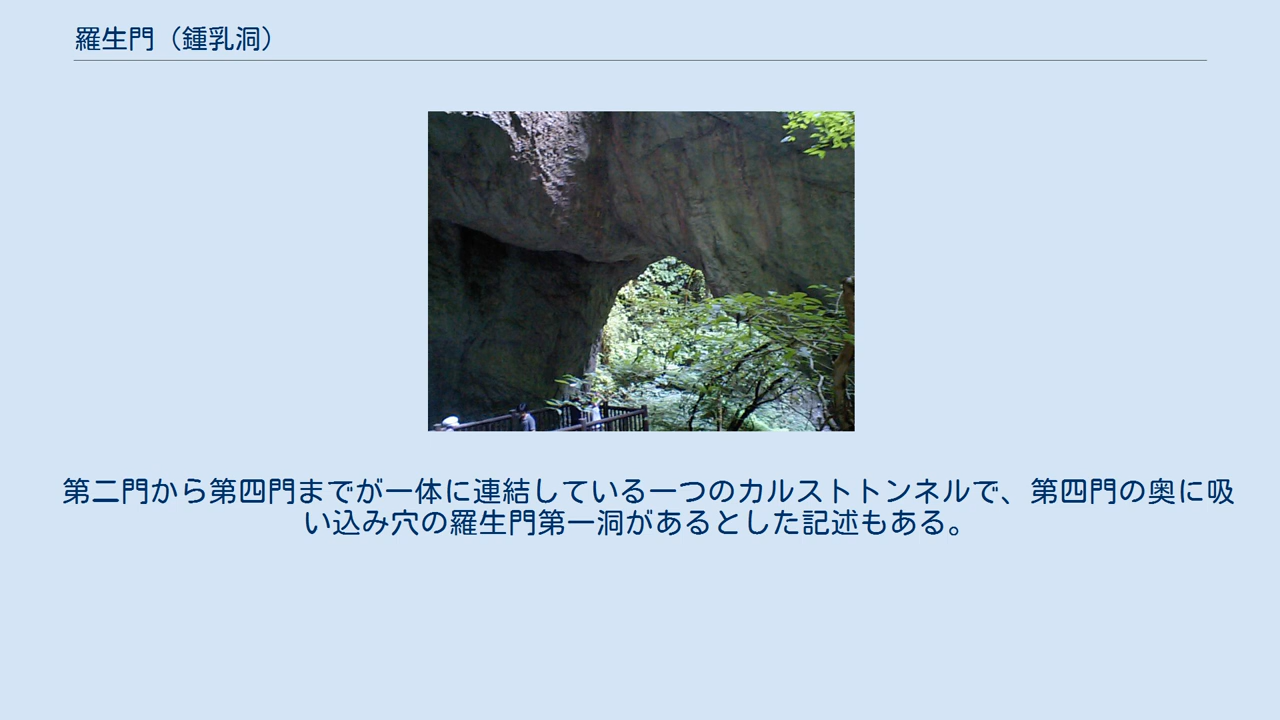 羅生門（鍾乳洞）
第二門から第四門までが一体に連結している一つのカルストトンネルで、第四門の奥に吸
い込み穴の羅生門第一洞があるとした記述もある。